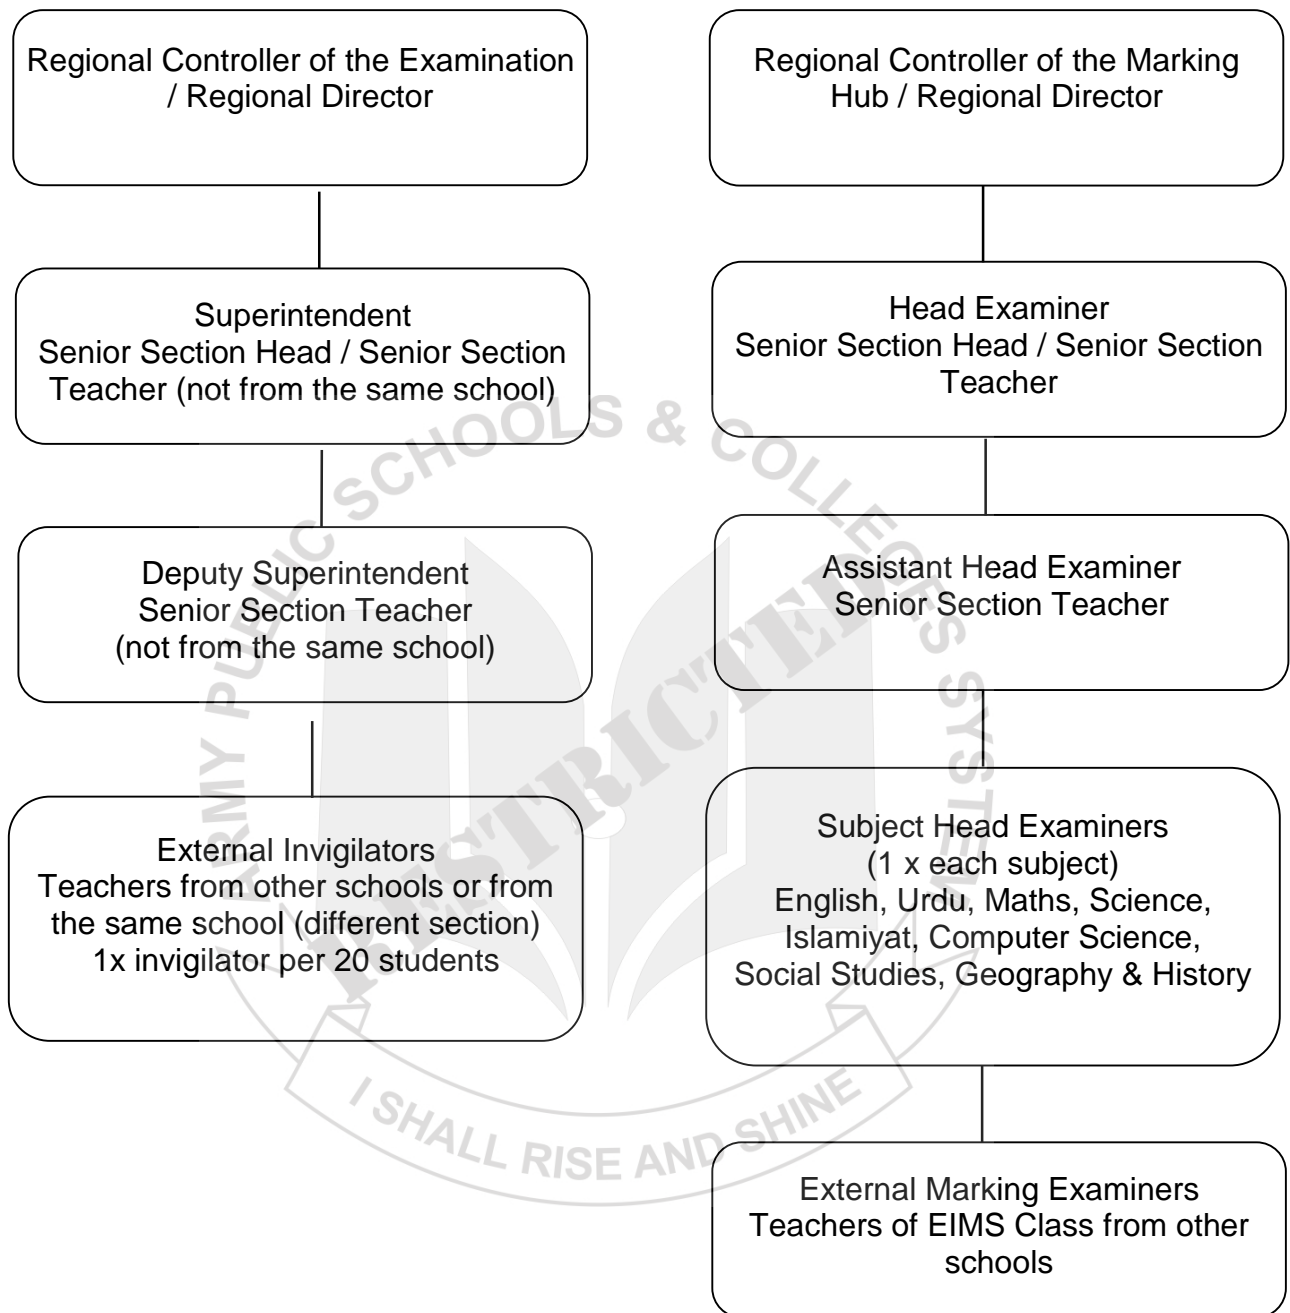 Regional Controller of the Examination
/ Regional Director
Superintendent
Senior Section Head / Senior Section
Teacher (not from the same school)
Deputy Superintendent
Senior Section Teacher
(not from the same school)
External Invigilators
Teachers from other schools or from
the same school (different section)
1x invigilator per 20 students
Regional Controller of the Marking
Hub / Regional Director
Head Examiner
Senior Section Head / Senior Section
Teacher
Assistant Head Examiner
Senior Section Teacher
Subject Head Examiners
(1 x each subject)
English, Urdu, Maths, Science,
Islamiyat, Computer Science,
Social Studies, Geography & History
External Marking Examiners
Teachers of EIMS Class from other
schools
ARMY PUBLIC SCHOOLS & COLLEGES SYSTEM
RESTRICTED
I SHALL RISE AND SHINE